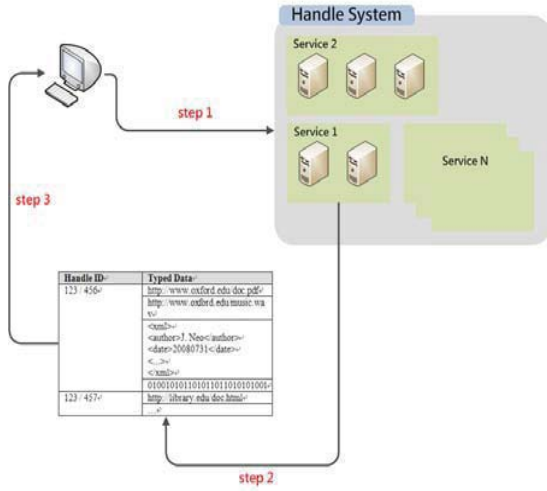 Handle System
Service 2
step 1
Service 1
Service N
step 3
Handle ID Typed Data
123 / 456 http://www.oxford.edu/doc.pdf
http://www.oxford.edu/music.wa
v
<xml>
<author>J. Neo</author>
<date>20080731</date>
<...>
</xml>
123 / 457 http://library.edu/doc.html
...
step 2